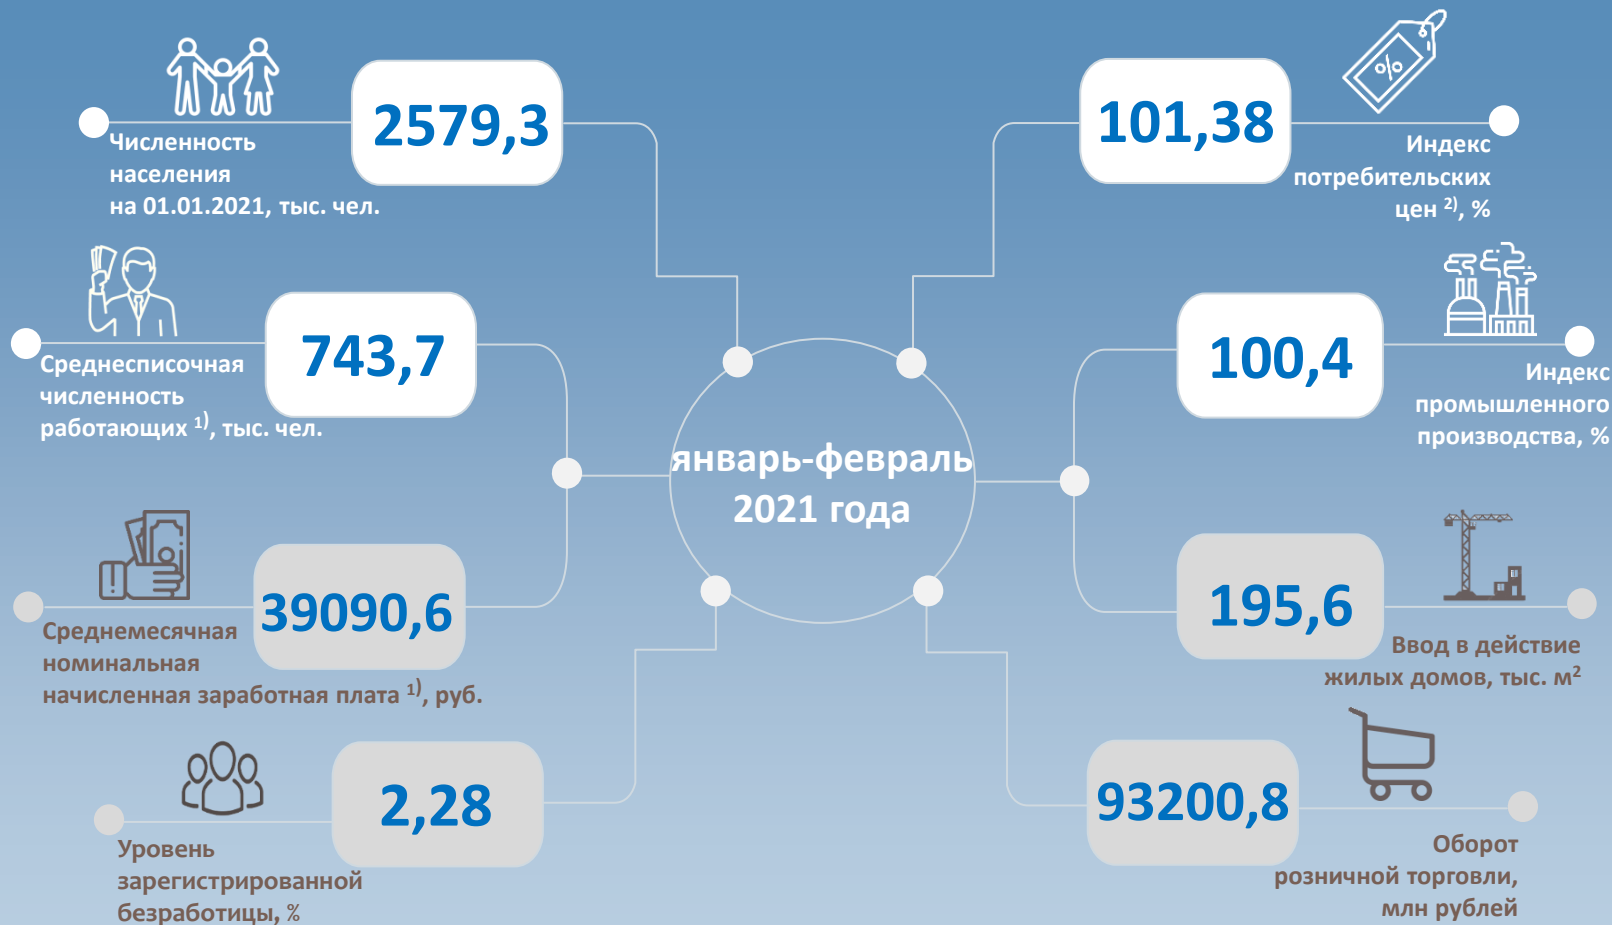 2579,3
Численность
населения
на 01.01.2021, тыс. чел.
743,7
Среднесписочная
численность
работающих 1), тыс. чел.
39090,6
Среднемесячная
номинальная
начисленная заработная плата 1), руб.
2,28
Уровень
зарегистрированной
безработицы, %
январь-февраль
2021 года
%
101,38
Индекс
потребительских
цен 2), %
100,4
Индекс
промышленного
производства, %
195,6
Ввод в действие
жилых домов, тыс. м2
93200,8
Оборот
розничной торговли,
млн рублей